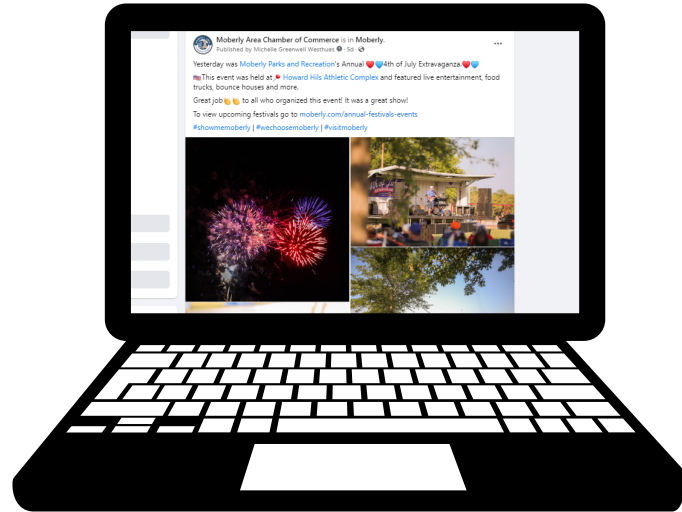 Moberly Area Chamber of Commerce is in Moberly.
Published by Michelle Greenwell Westhues · 5d ·
Yesterday was Moberly Parks and Recreation's Annual ❤️💙4th of July Extravaganza.❤️💙
🇺🇸This event was held at📍 Howard Hils Athletic Complex and featured live entertainment, food
trucks, bounce houses and more.
Great job👏👏 to all who organized this event! It was a great show!
To view upcoming festivals go to moberly.com/annual-festivals-events
#showmemoberly | #wechoosemoberly | #visitmoberly